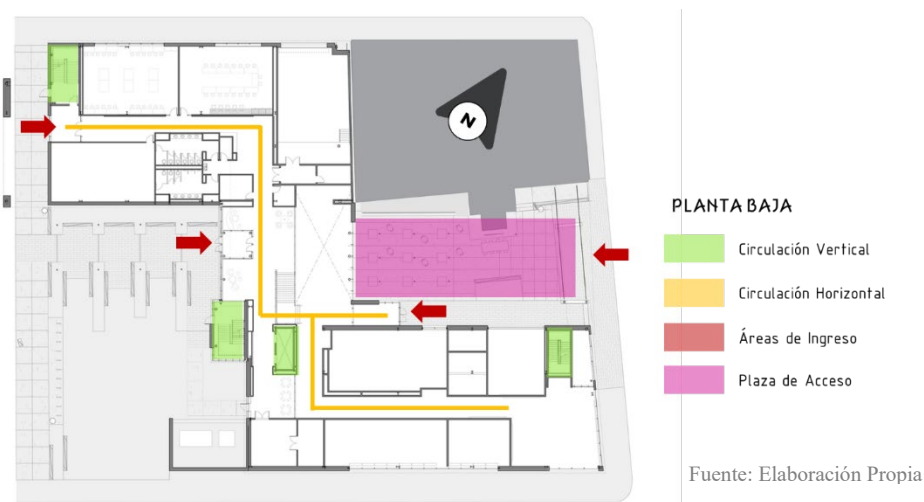 N
PLANTA BAJA
Circulación Vertical
Circulación Horizontal
Áreas de Ingreso
Plaza de Acceso
Fuente: Elaboración Propia